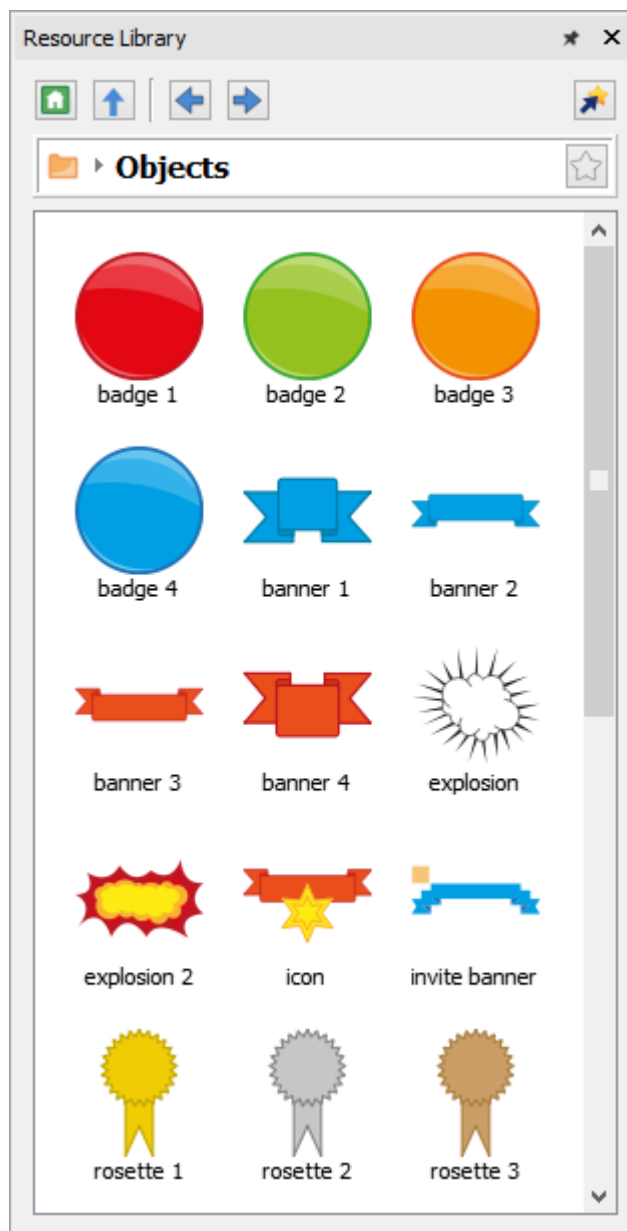 Resource Library
Objects
badge 1 badge 2 badge 3
badge 4 banner 1 banner 2
banner 3 banner 4 explosion
explosion 2 icon invite banner
rosette 1 rosette 2 rosette 3